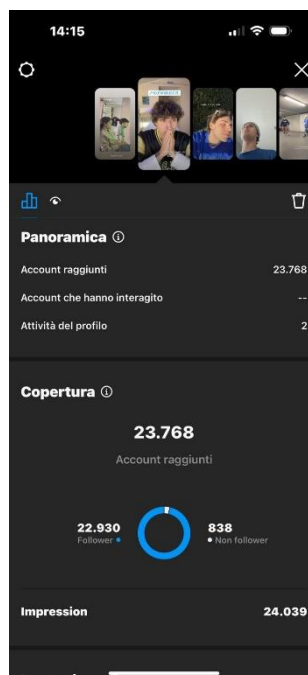 14:15
Panoramica
Account raggiunti 23.768
Account che hanno interagito --
Attività del profilo 2
Copertura
23.768
Account raggiunti
22.930 838
Follower Non follower
Impression 24.039